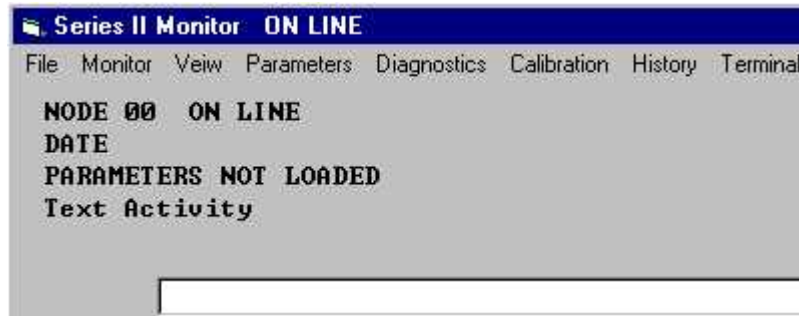 Series II Monitor ON LINE
File Monitor Veiw Parameters Diagnostics Calibration History Terminal
NODE 00 ON LINE
DATE
PARAMETERS NOT LOADED
Text Activity